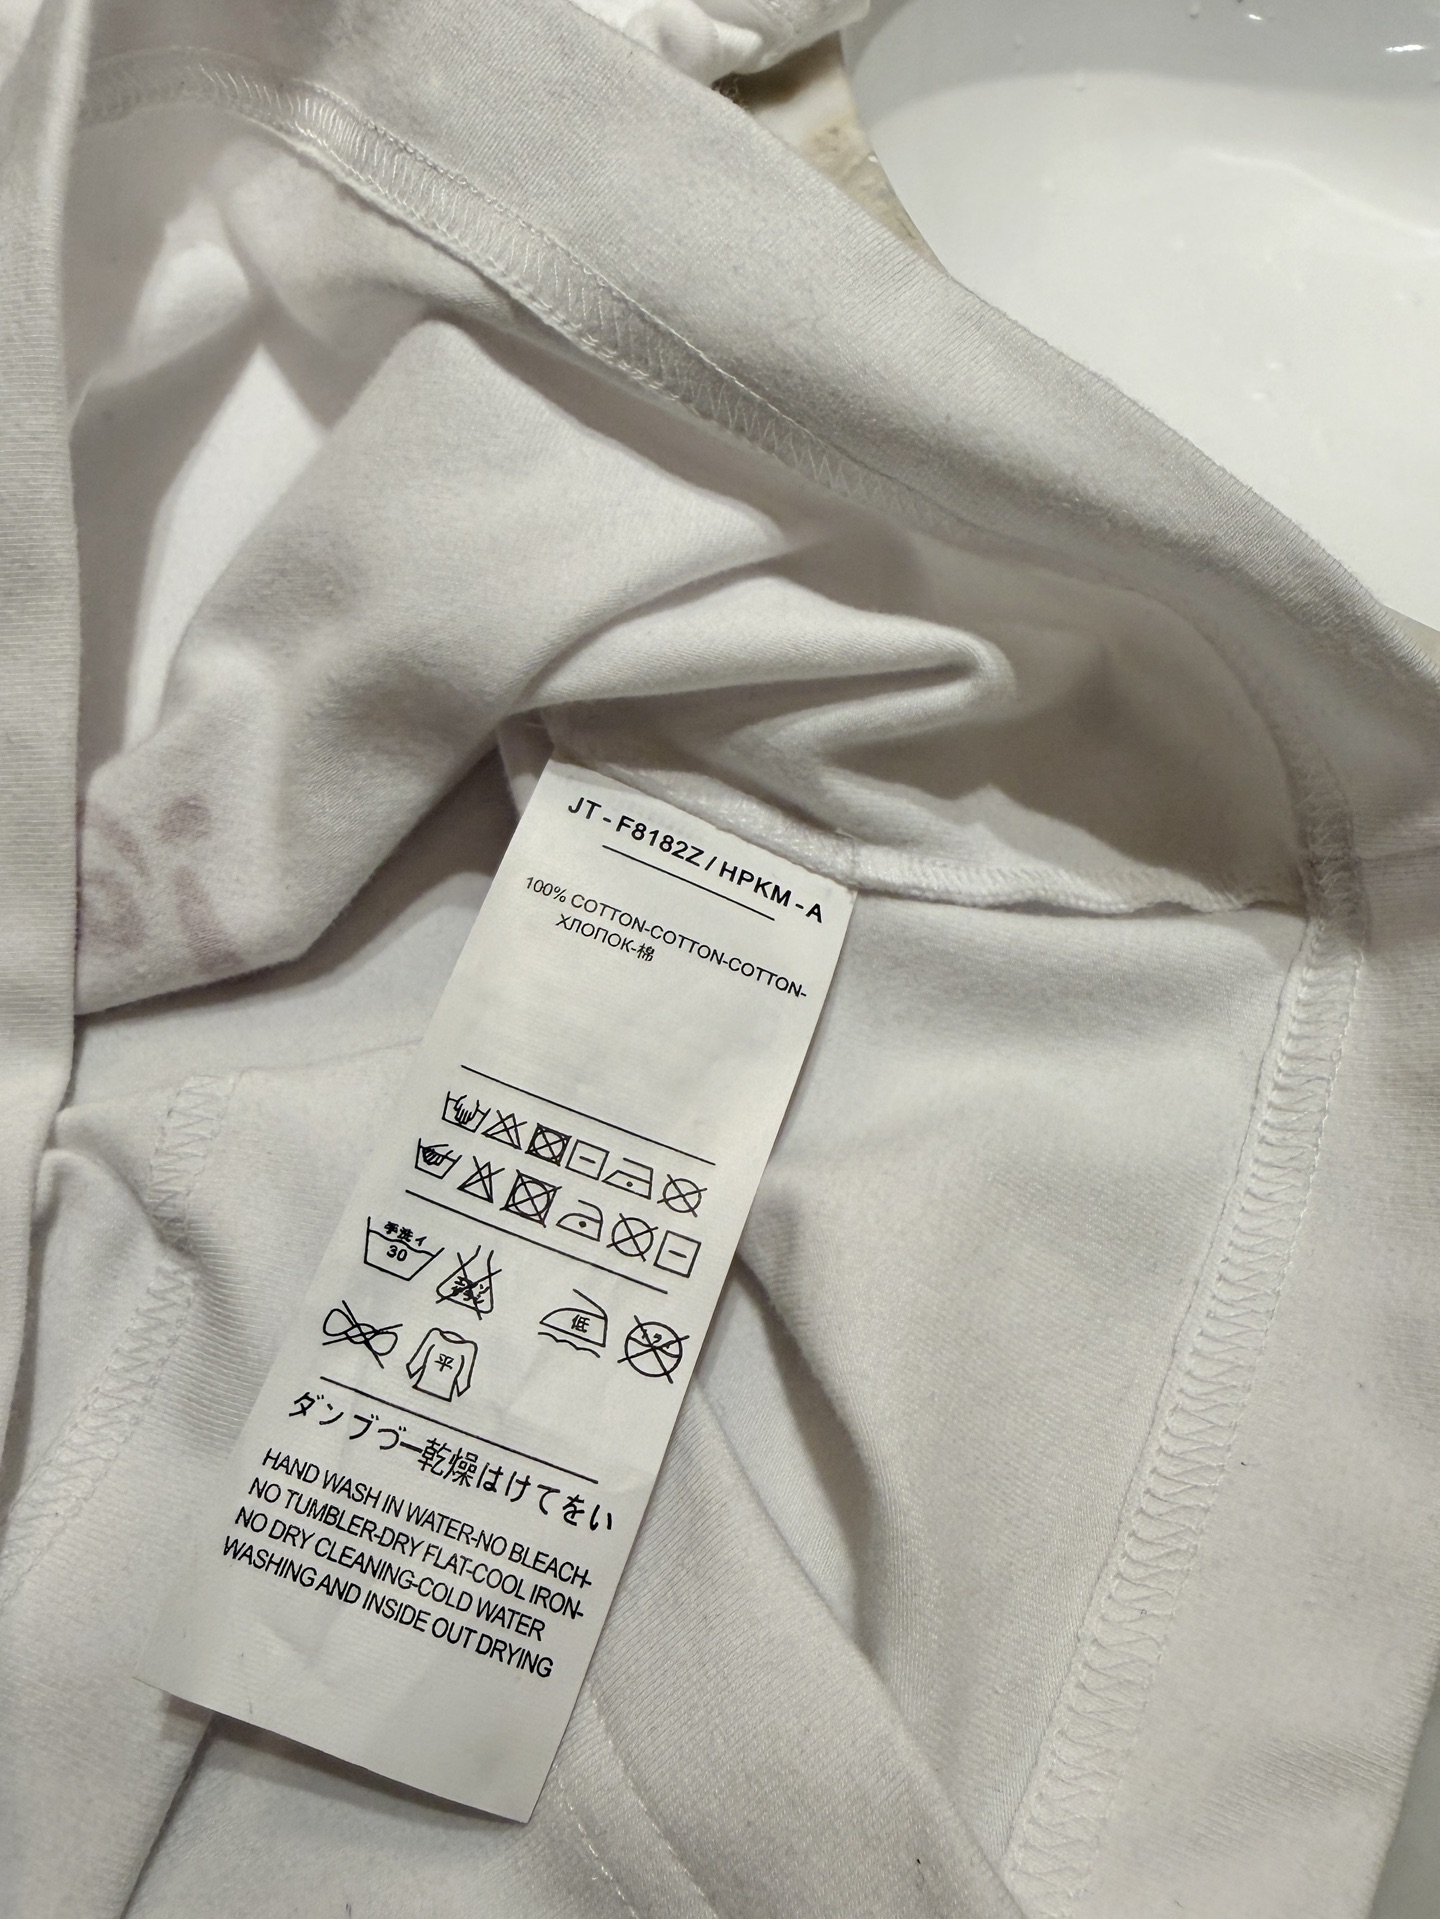 JT-F8182Z/HPKM-A
100% COTTON-COTTON-COTTON-
ХЛОПОК-棉
手洗イ
30
低
平
ダンブづー乾燥はけてをい
HAND WASH IN WATER-NO BLEACH-
NO TUMBLER-DRY FLAT-COOL IRON-
NO DRY CLEANING-COLD WATER
WASHING AND INSIDE OUT DRYING